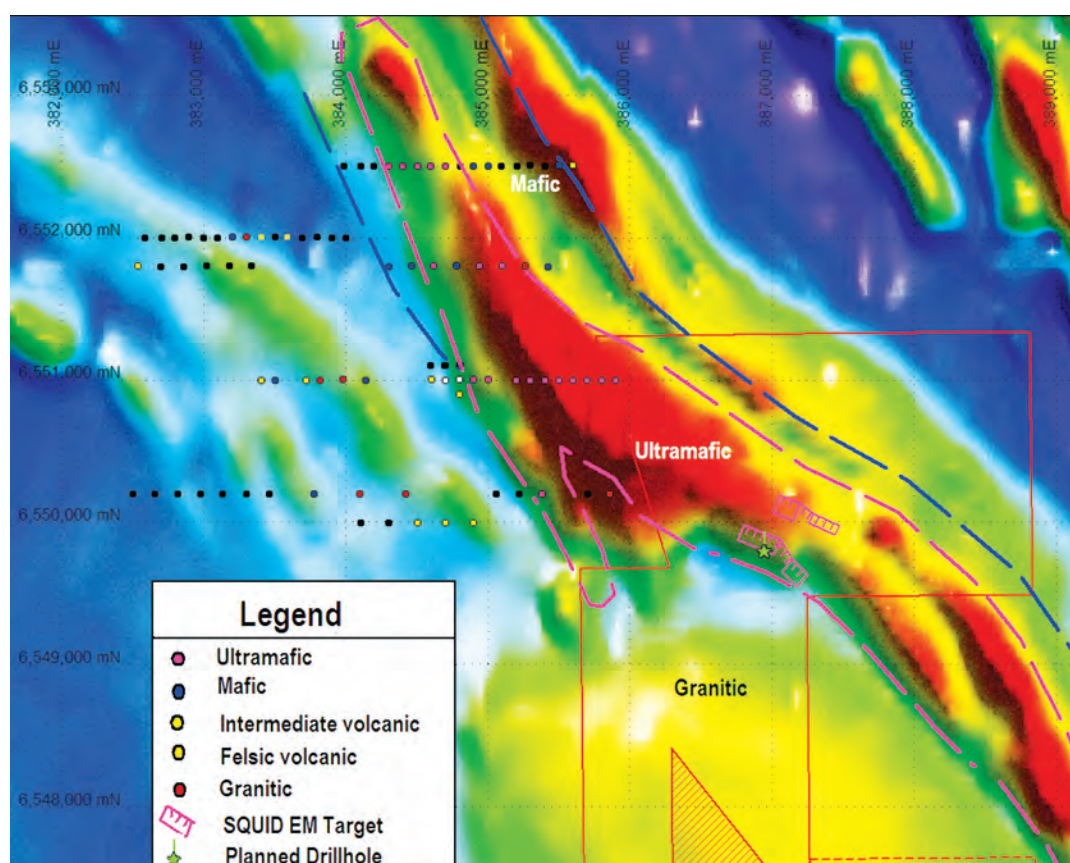 382,000 mE
383,000 mE
384,000 mE
385,000 mE
386,000 mE
387,000 mE
388,000 mE
389,000 mE
6,553,000 mN
Mafic
6,552,000 mN
6,551,000 mN
Ultramafic
6,550,000 mN
Legend
Ultramafic
Mafic
Intermediate volcanic
Felsic volcanic
Granitic
SQUID EM Target
Planned Drillhole
6,549,000 mN
Granitic
6,548,000 mN